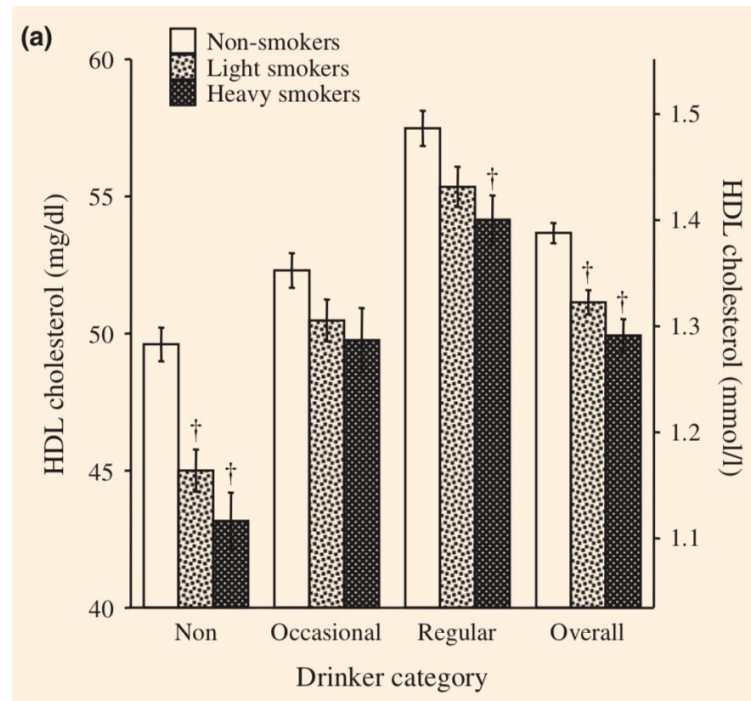 (a)
Non-smokers
Light smokers
Heavy smokers
HDL cholesterol (mg/dl)
60
55
50
45
40
†
†
†
†
†
1.5
1.4
1.3
1.2
1.1
HDL cholesterol (mmol/l)
Non Occasional Regular Overall
Drinker category